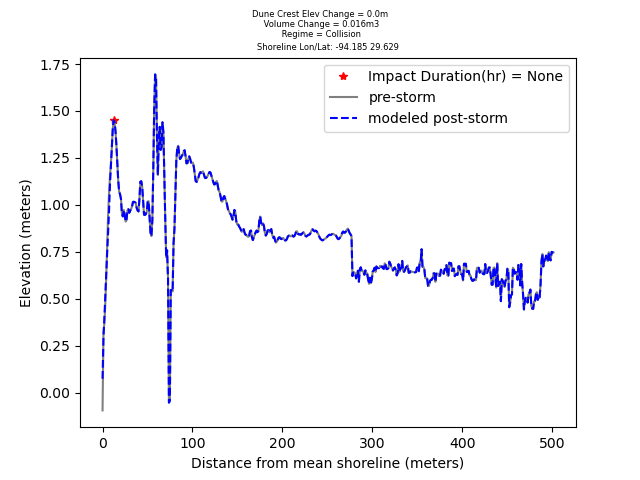 Dune Crest Elev Change = 0.0m
Volume Change = 0.016m3
Regime = Collision
Shoreline Lon/Lat: -94.185 29.629
Impact Duration(hr) = None
pre-storm
modeled post-storm
Elevation (meters)
1.75
1.50
1.25
1.00
0.75
0.50
0.25
0.00
0 100 200 300 400 500
Distance from mean shoreline (meters)